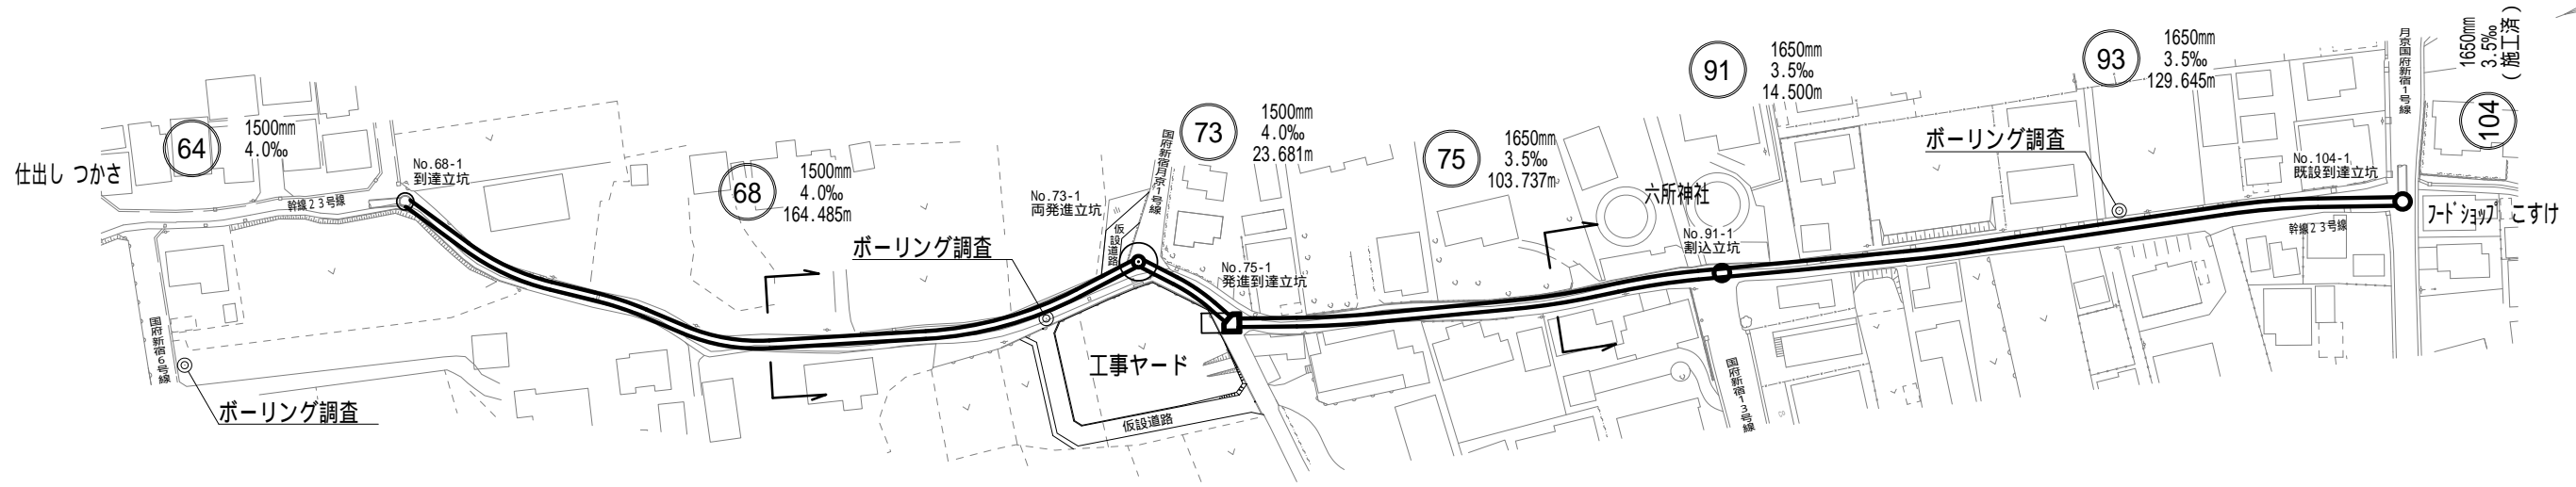 仕出し つかさ
64
1500mm
4.0‰
No.68-1
到達立坑
幹線23号線
国府新宿6号線
ボーリング調査
68
1500mm
4.0‰
164.485m
ボーリング調査
No.73-1
両発進立坑
仮設道路
国府新宿月京1号線
73
1500mm
4.0‰
23.681m
No.75-1
発進到達立坑
工事ヤード
仮設道路
75
1650mm
3.5‰
103.737m
六所神社
91
1650mm
3.5‰
14.500m
No.91-1
割込立坑
国府新宿13号線
ボーリング調査
93
1650mm
3.5‰
129.645m
No.104-1
既設到達立坑
幹線23号線
月京国府新宿1号線
1650mm
3.5‰
(施工済)
104
フードショップ こすけ